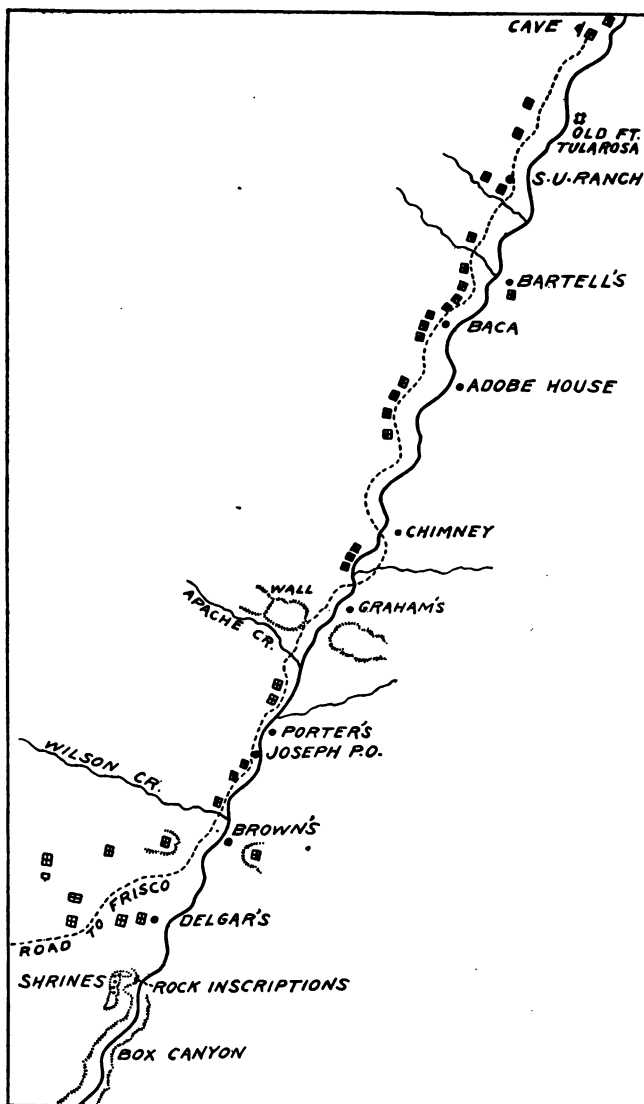 CAVE
OLD FT.
TULAROSA
S.U.RANCH
BARTELL'S
BACA
ADOBE HOUSE
CHIMNEY
WALL
APACHE CR.
GRAHAM'S
PORTER'S
JOSEPH P.O.
WILSON CR.
BROWN'S
ROAD TO FRISCO
DELGAR'S
SHRINES
ROCK INSCRIPTIONS
BOX CANYON